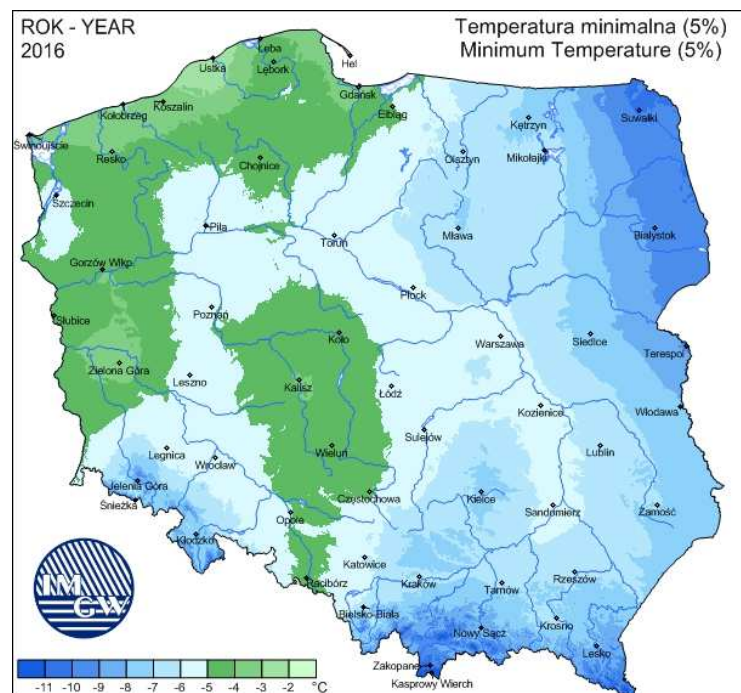 ROK - YEAR
2016
Temperatura minimalna (5%)
Minimum Temperature (5%)
Łeba
Hel
Ustka
Lębork
Gdańsk
Koszalin
Kołobrzeg
Elbląg
Kętrzyn
Suwałki
Świnoujście
Resko
Chojnice
Olsztyn
Mikołajki
Szczecin
Piła
Toruń
Mława
Białystok
Gorzów Wlkp.
Płock
Słubice
Poznań
Koło
Warszawa
Siedlce
Terespol
Zielona Góra
Leszno
Kalisz
Łódź
Kozienice
Włodawa
Sulejów
Legnica
Wrocław
Wieluń
Lublin
Jelenia Góra
Śnieżka
Częstochowa
Kielce
Sandomierz
Zamość
Opole
Kłodzko
Katowice
Racibórz
Kraków
Tarnów
Rzeszów
Bielsko-Biała
Nowy Sącz
Krosno
Lesko
Zakopane
Kasprowy Wierch
IM
GW
-11 -10 -9 -8 -7 -6 -5 -4 -3 -2 °C